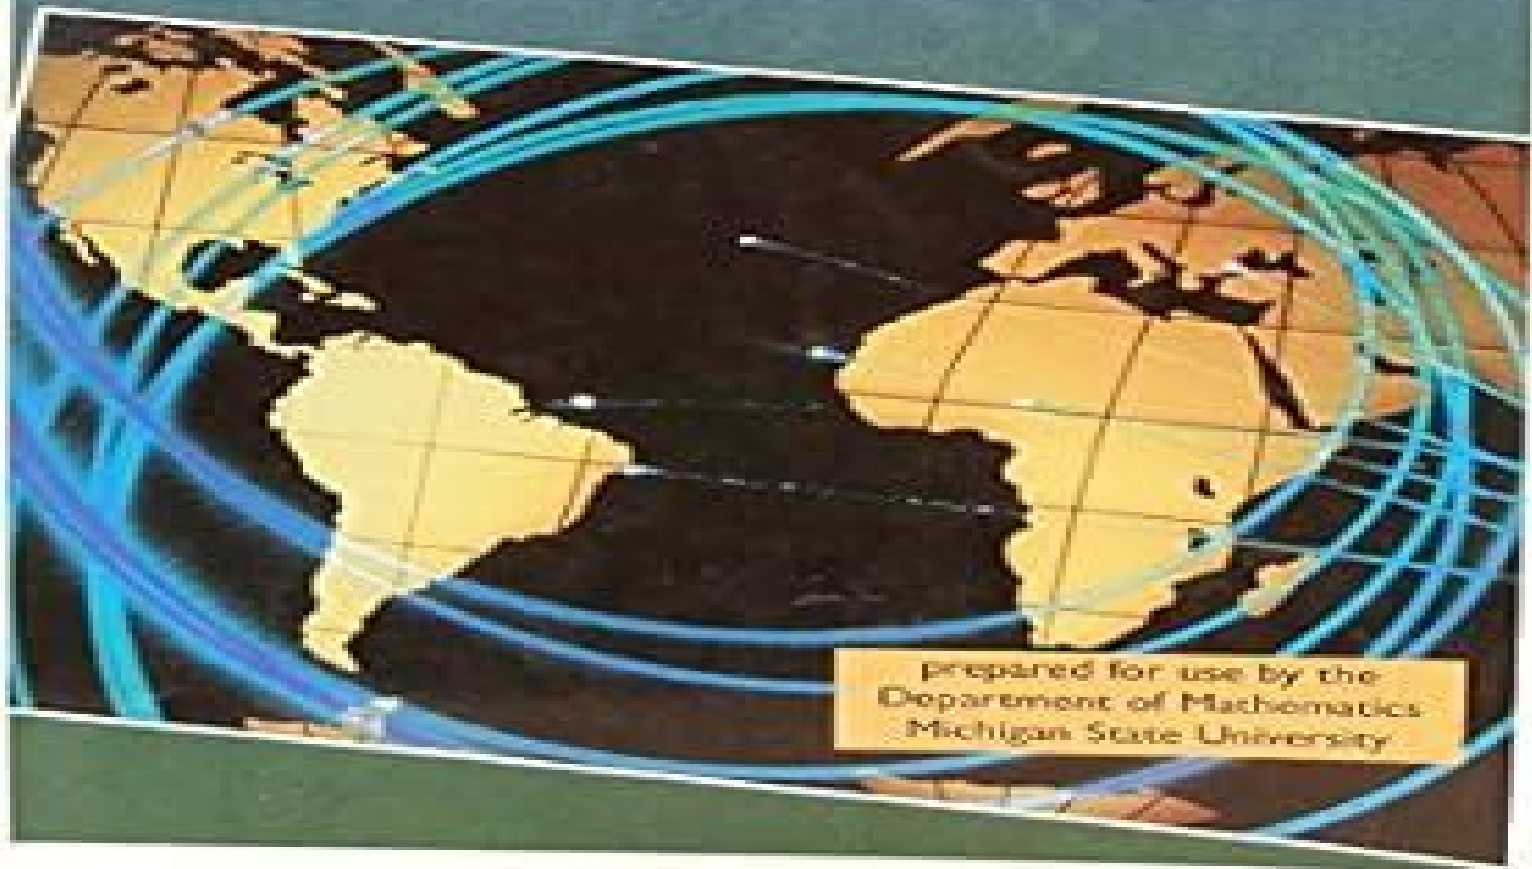 prepared for use by the
Department of Mathematics
Michigan State University